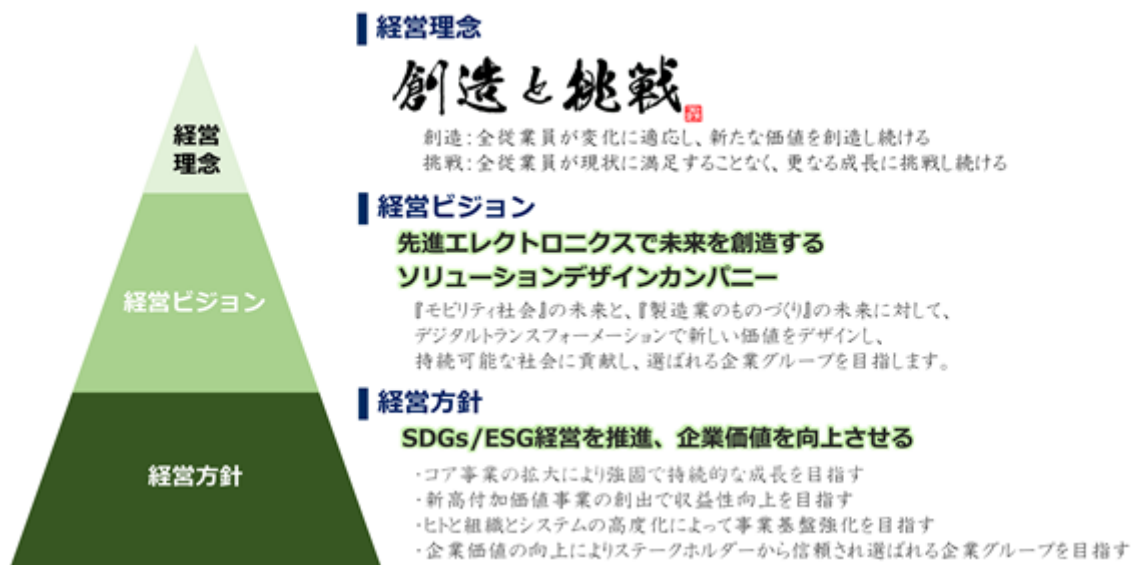 経営理念
創造と挑戦
創造：全従業員が変化に適応し、新たな価値を創造し続ける
挑戦：全従業員が現状に満足することなく、更なる成長に挑戦し続ける
経営
理念
経営ビジョン
先進エレクトロニクスで未来を創造する
ソリューションデザインカンパニー
『モビリティ社会』の未来と、『製造業のものづくり』の未来に対して、
デジタルトランスフォーメーションで新しい価値をデザインし、
持続可能な社会に貢献し、選ばれる企業グループを目指します。
経営ビジョン
経営方針
SDGs/ESG経営を推進、企業価値を向上させる
・コア事業の拡大により強固で持続的な成長を目指す
・新高付加価値事業の創出で収益性向上を目指す
・ヒトと組織とシステムの高度化によって事業基盤強化を目指す
・企業価値の向上によりステークホルダーから信頼され選ばれる企業グループを目指す
経営方針